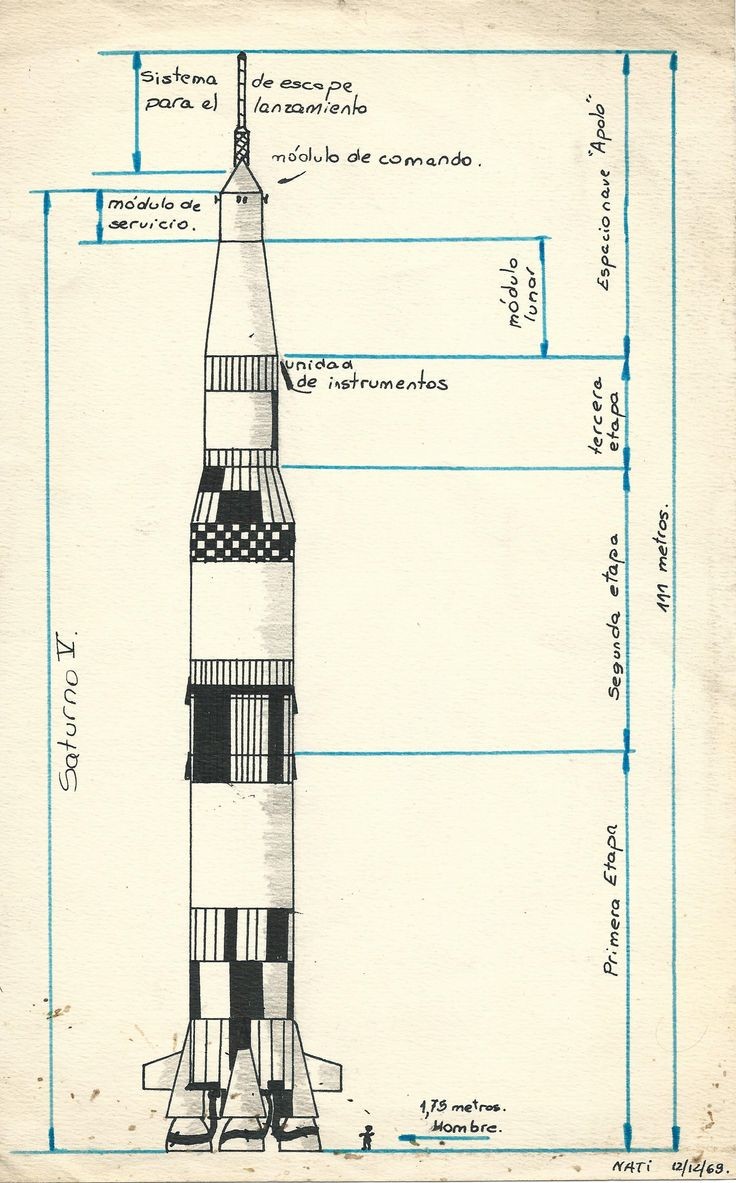 Sistema de escape
para el lanzamiento
módulo de comando.
módulo de
servicio.
módulo
lunar
Espacionave "Apolo"
unidad
de instrumentos
tercera
etapa
Segunda etapa
111 metros.
Saturno V.
Primera Etapa
1,75 metros.
Hombre.
NATi 12/12/69.